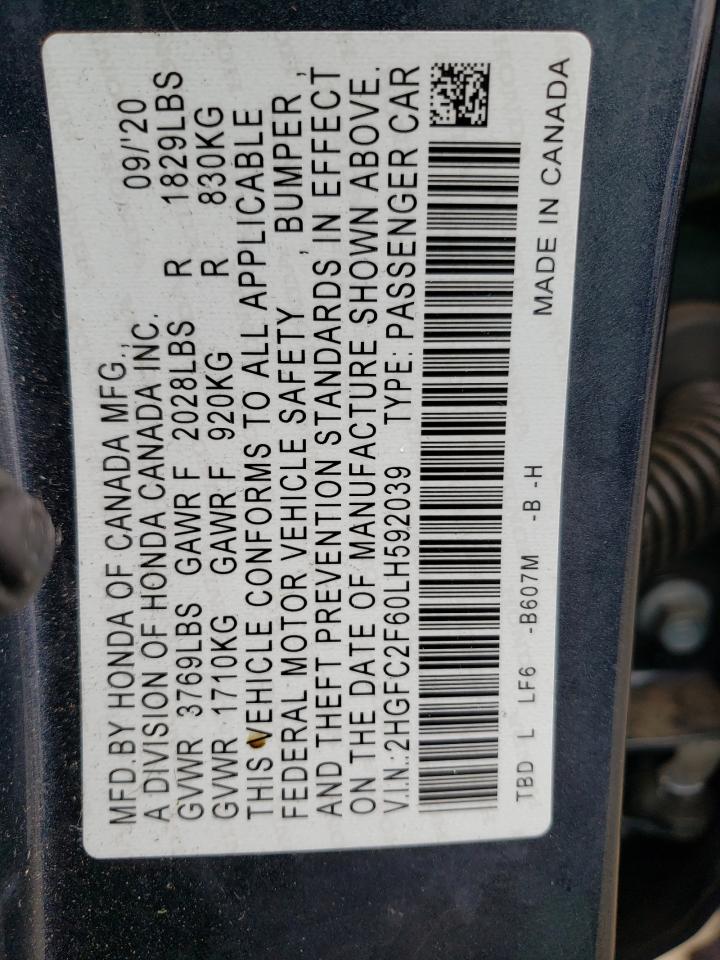 MFD.BY HONDA OF CANADA MFG.,
A DIVISION OF HONDA CANADA INC. 09/'20
GVWR 3769LBS GAWR F 2028LBS R 1829LBS
GVWR 1710KG GAWR F 920KG R 830KG
THIS VEHICLE CONFORMS TO ALL APPLICABLE
FEDERAL MOTOR VEHICLE SAFETY , BUMPER ,
AND THEFT PREVENTION STANDARDS IN EFFECT
ON THE DATE OF MANUFACTURE SHOWN ABOVE.
V.I.N.:2HGFC2F60LH592039 TYPE: PASSENGER CAR
TBD L LF6 -B607M -B -H MADE IN CANADA